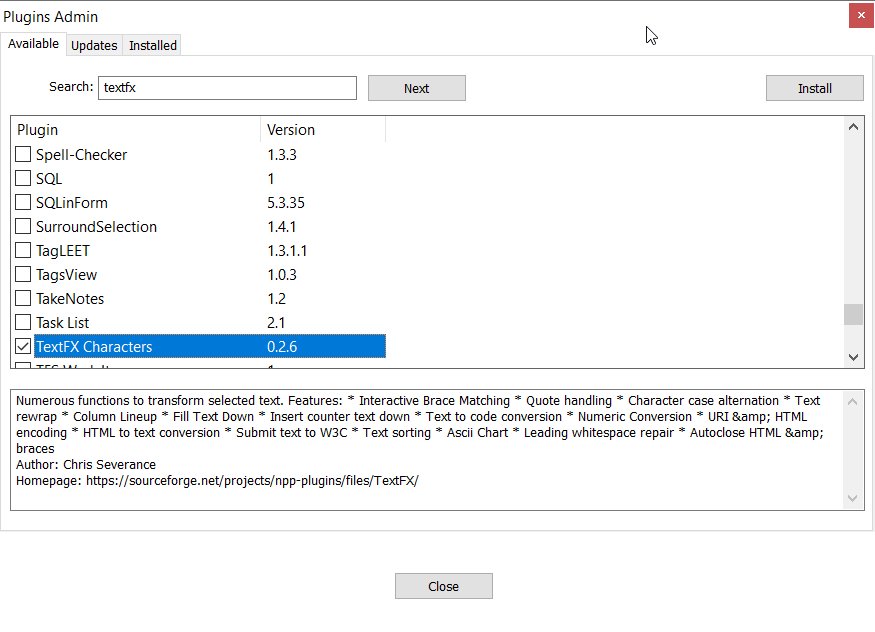 Plugins Admin
Available Updates Installed
Search: textfx Next Install
Plugin Version
Spell-Checker 1.3.3
SQL 1
SQLinForm 5.3.35
SurroundSelection 1.4.1
TagLEET 1.3.1.1
TagsView 1.0.3
TakeNotes 1.2
Task List 2.1
TextFX Characters 0.2.6
Numerous functions to transform selected text. Features: * Interactive Brace Matching * Quote handling * Character case alternation * Text
rewrap * Column Lineup * Fill Text Down * Insert counter text down * Text to code conversion * Numeric Conversion * URI &amp; HTML
encoding * HTML to text conversion * Submit text to W3C * Text sorting * Ascii Chart * Leading whitespace repair * Autoclose HTML &amp;
braces
Author: Chris Severance
Homepage: https://sourceforge.net/projects/npp-plugins/files/TextFX/
Close